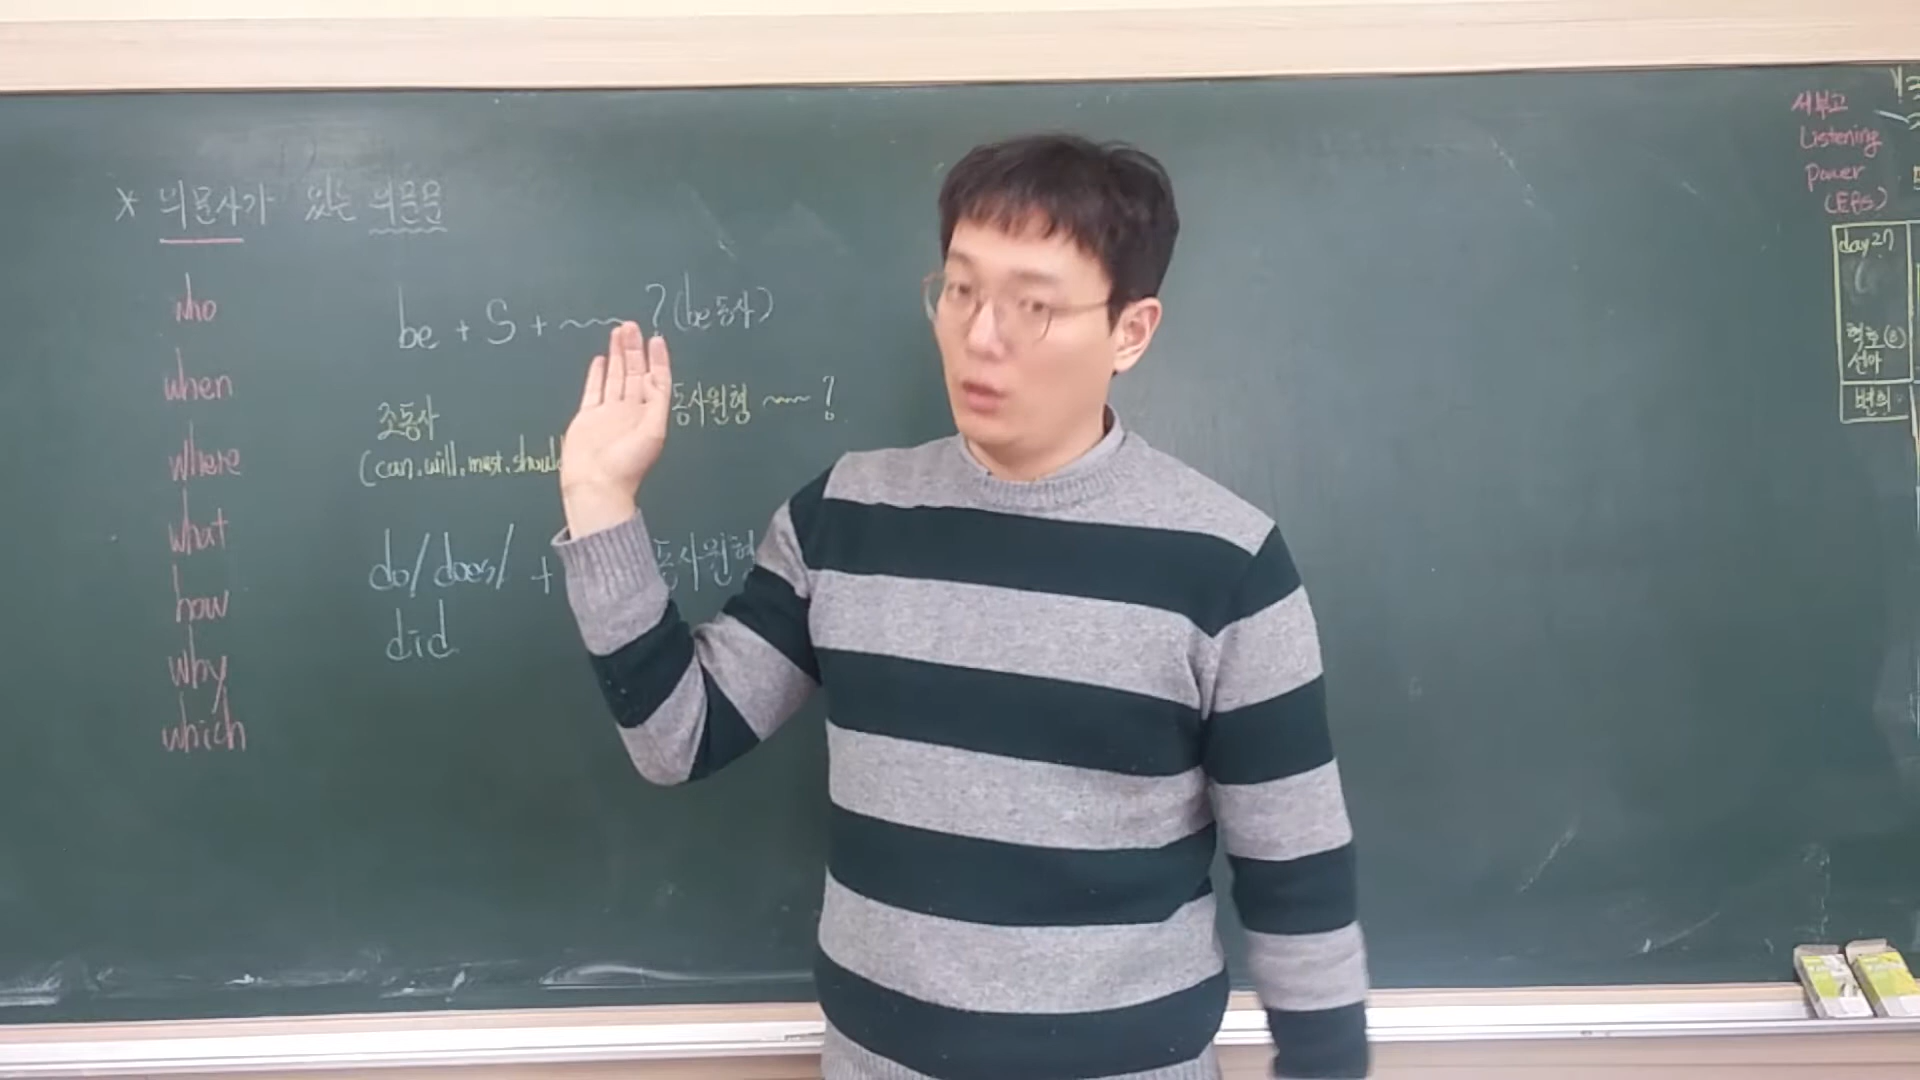 * 의문사가 있는 의문문
who
when
where
what
how
why
which
be + S + ~~~ ? (be동사)
조동사
동사원형 ~~~ ?
(can, will, must, should
do/does/ +
동사원형
did
세부고
Listening
power
(EBS)
day 27
선아
변의